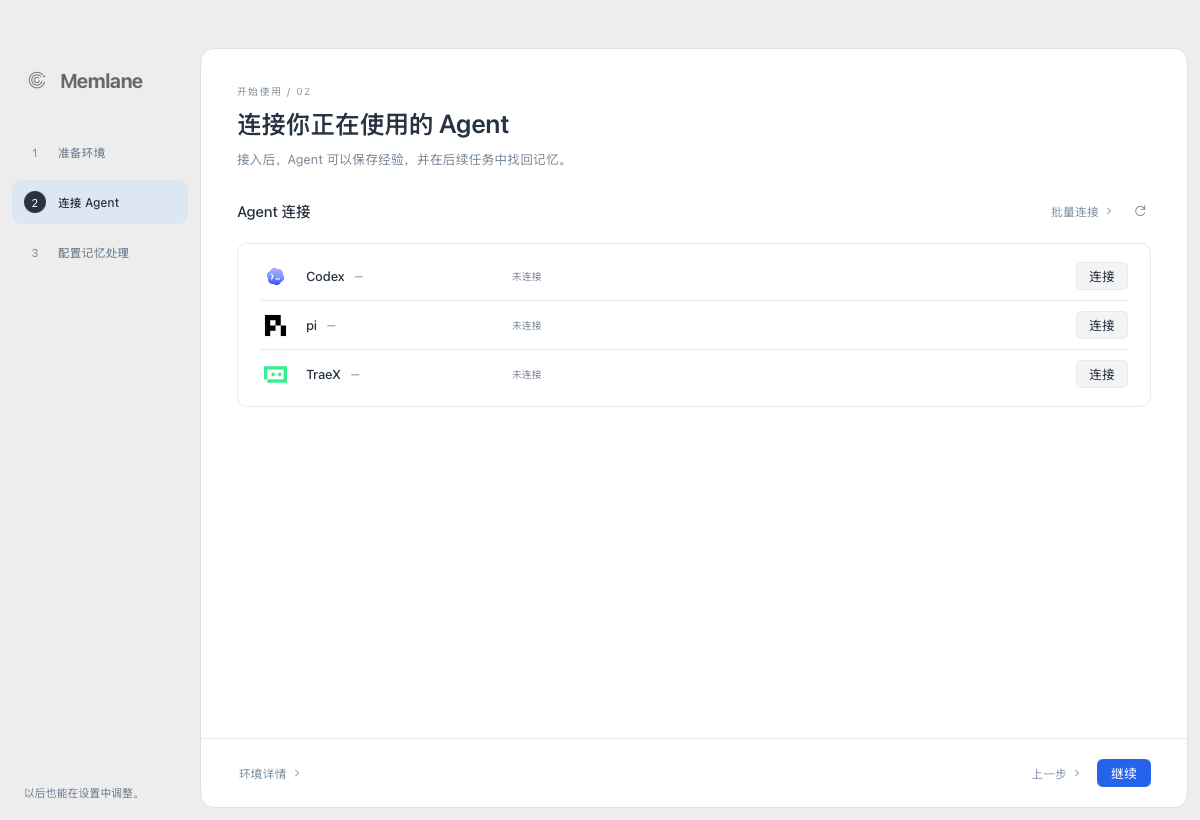 Memlane
1 准备环境
2 连接 Agent
3 配置记忆处理
以后也能在设置中调整。
开始使用 / 02
连接你正在使用的 Agent
接入后，Agent 可以保存经验，并在后续任务中找回记忆。
Agent 连接
批量连接
Codex — 未连接 连接
pi — 未连接 连接
TraeX — 未连接 连接
环境详情
上一步
继续